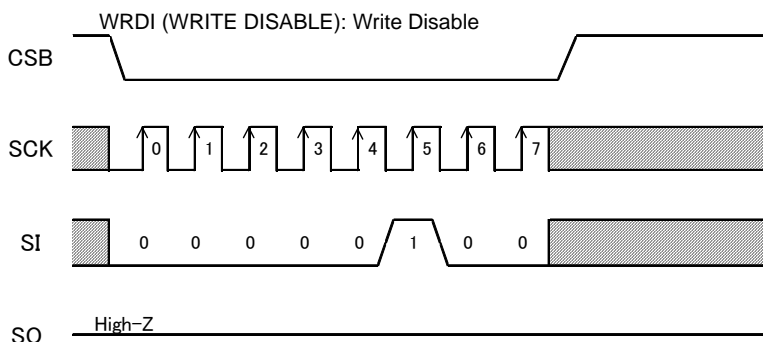 WRDI (WRITE DISABLE): Write Disable
CSB
SCK 0 1 2 3 4 5 6 7
SI 0 0 0 0 0 1 0 0
High-Z
SO